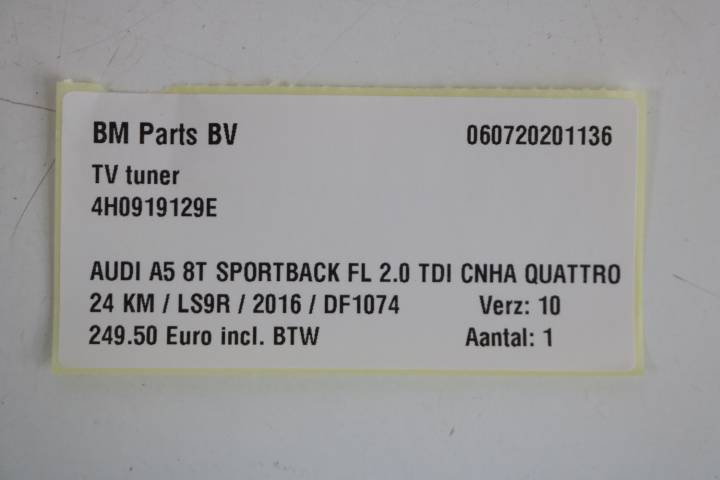 BM Parts BV 060720201136
TV tuner
4H0919129E
AUDI A5 8T SPORTBACK FL 2.0 TDI CNHA QUATTRO
24 KM / LS9R / 2016 / DF1074 Verz: 10
249.50 Euro incl. BTW Aantal: 1